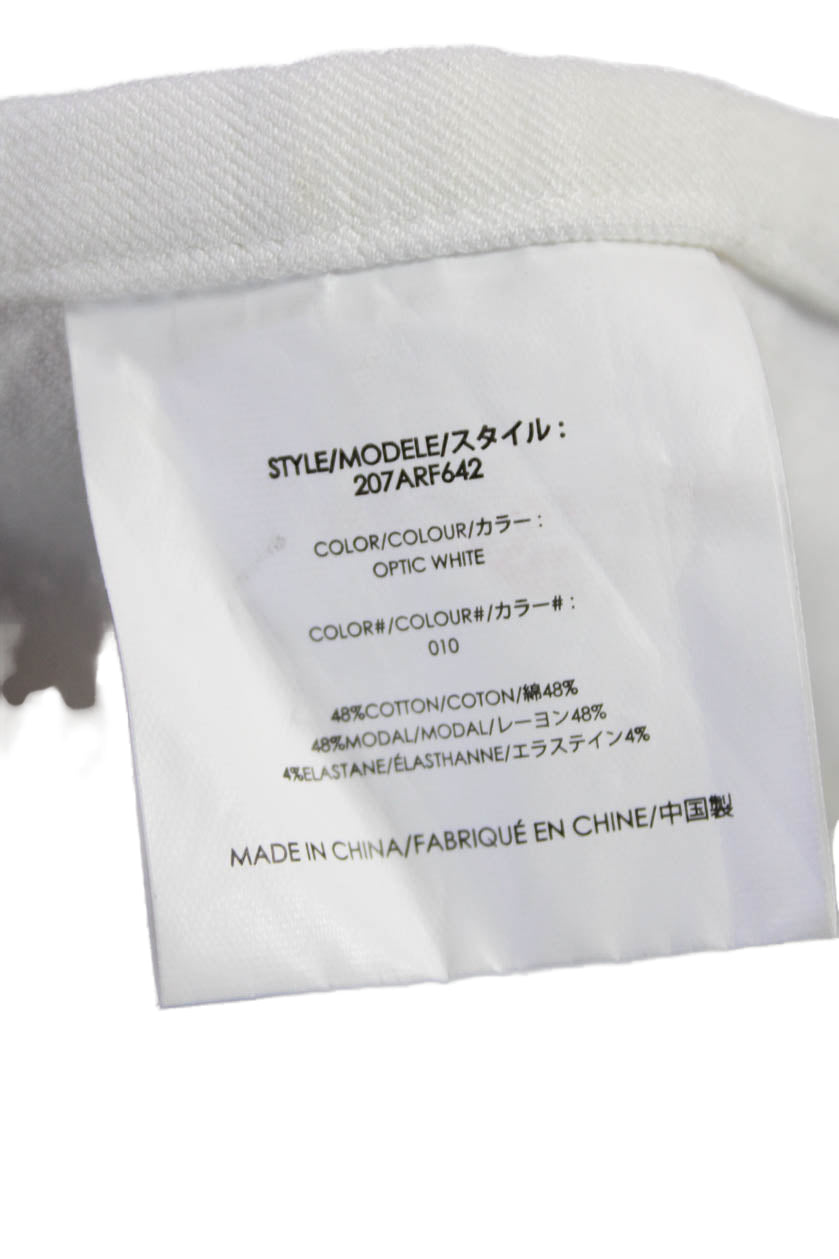 STYLE/MODELE/スタイル :
207ARF642
COLOR/COLOUR/カラー :
OPTIC WHITE
COLOR#/COLOUR#/カラー# :
010
48%COTTON/COTON/綿48%
48%MODAL/MODAL/レーヨン48%
4%ELASTANE/ÉLASTHANNE/エラステイン4%
MADE IN CHINA/FABRIQUÉ EN CHINE/中国製